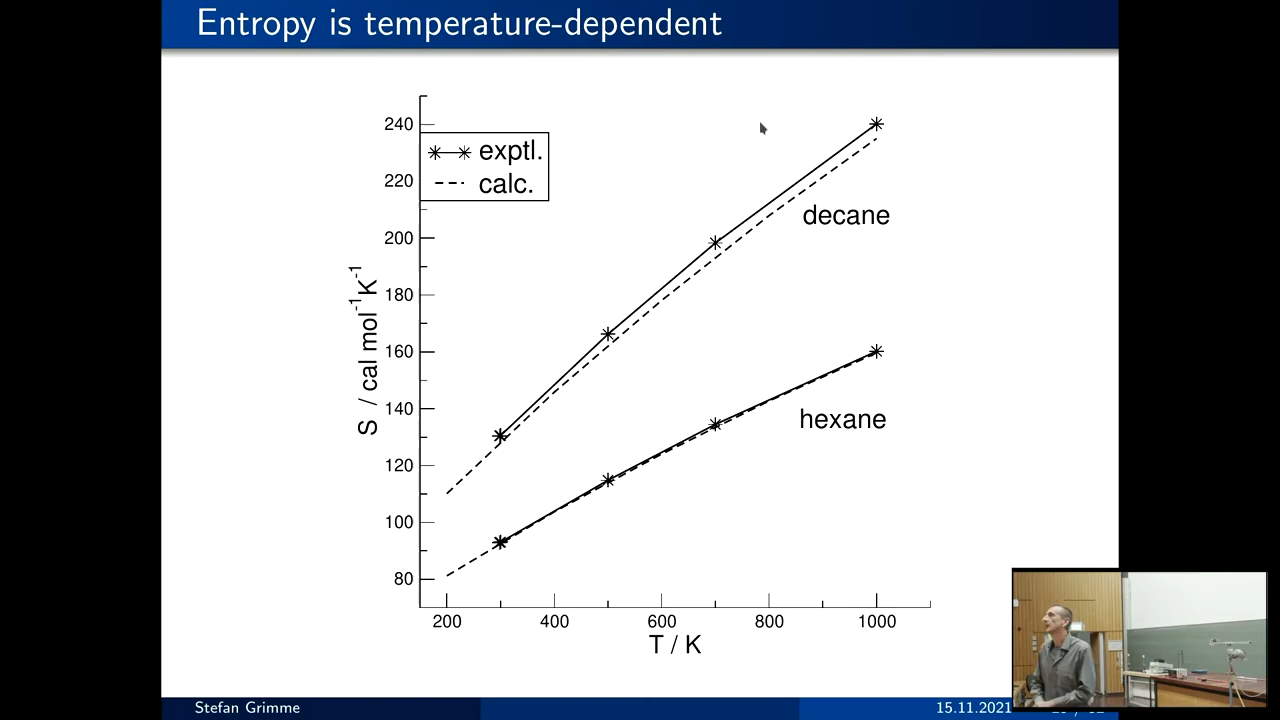 Entropy is temperature-dependent
240
220
200
180
160
140
120
100
80
S / cal mol-1K-1
exptl.
calc.
decane
hexane
200 400 600 800 1000
T / K
Stefan Grimme
15.11.2021